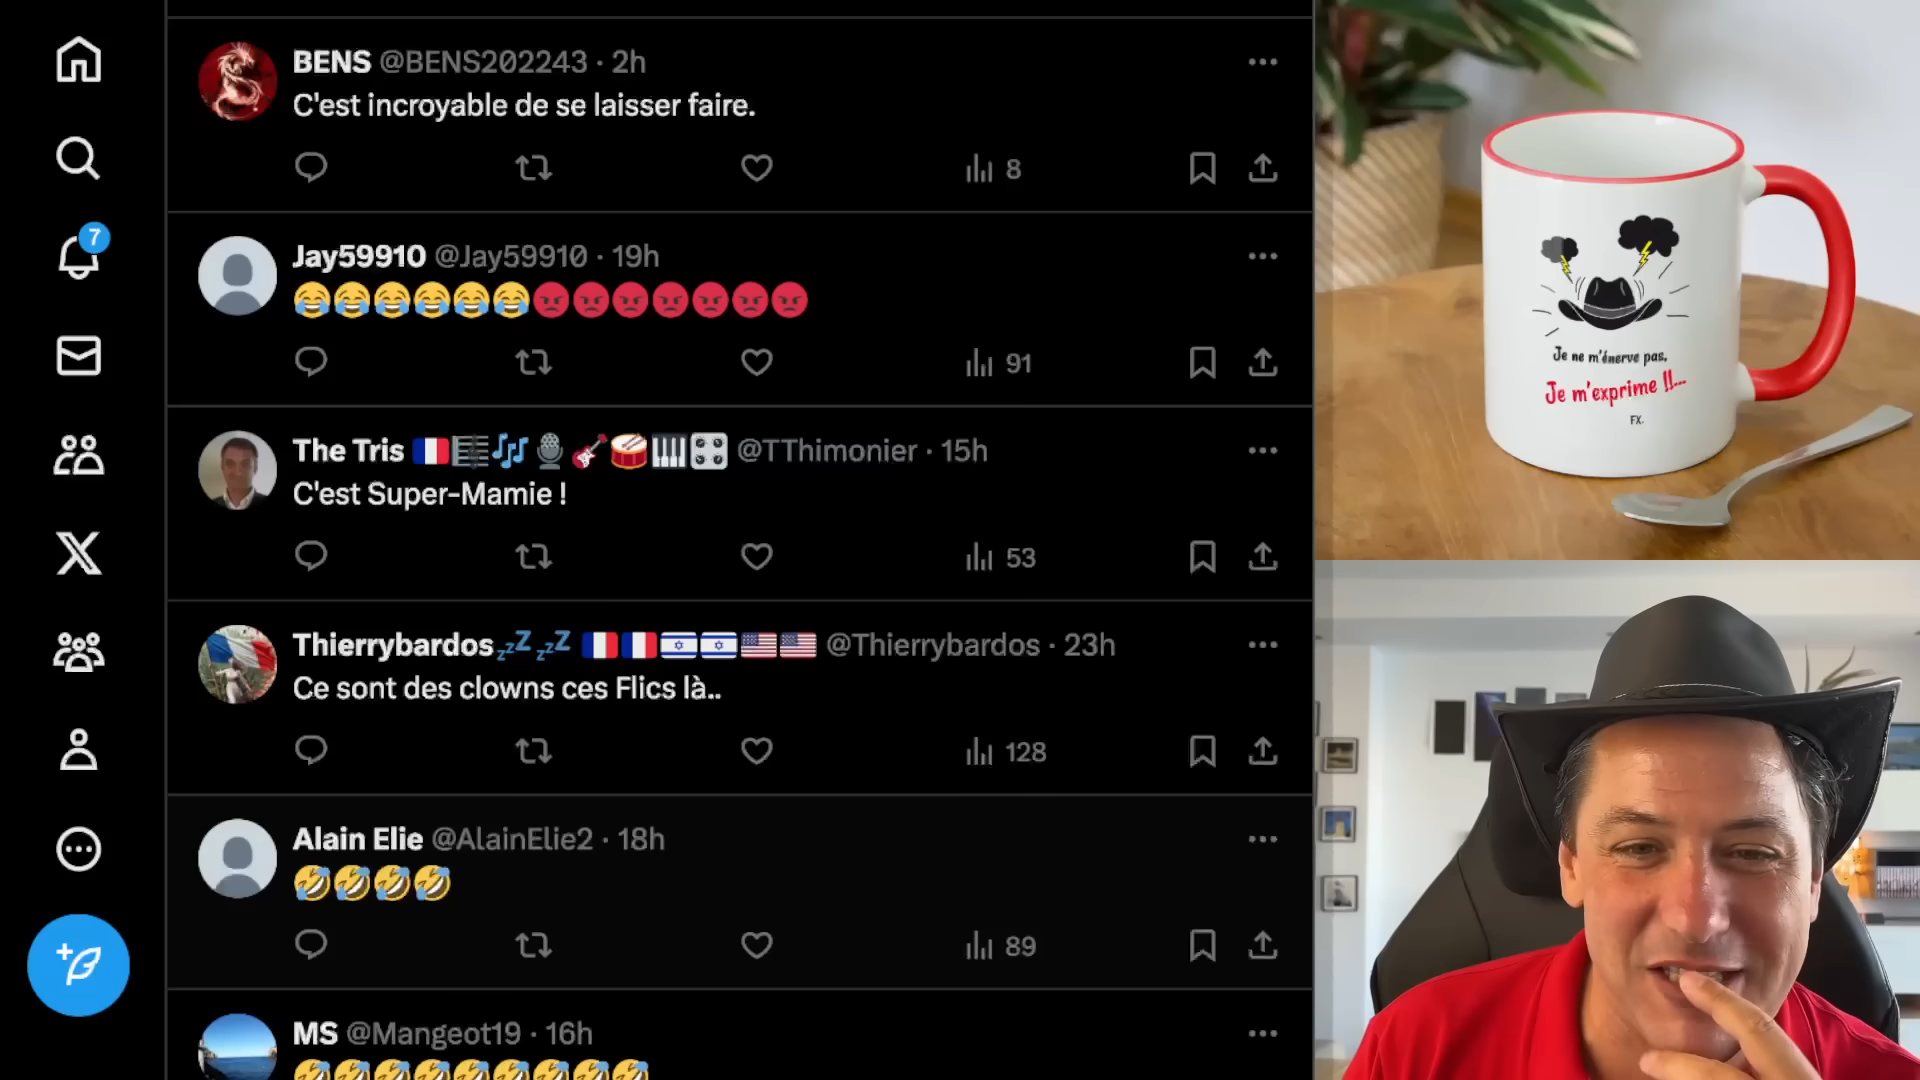 BENS @BENS202243 · 2h
C'est incroyable de se laisser faire.
8
7
Jay59910 @Jay59910 · 19h
😂😂😂😂😂😂😡😡😡😡😡😡😡
91
The Tris 🇫🇷🎼🎶🎙️🎸🥁🎹🎛️ @TThimonier · 15h
C'est Super-Mamie !
53
Thierrybardos💤💤 🇫🇷🇫🇷🇮🇱🇮🇱🇺🇸🇺🇸 @Thierrybardos · 23h
Ce sont des clowns ces Flics là..
128
Alain Elie @AlainElie2 · 18h
🤣🤣🤣🤣
89
MS @Mangeot19 · 16h
🤣🤣🤣🤣🤣🤣🤣🤣🤣
Je ne m'énerve pas,
Je m'exprime !!...
FX.